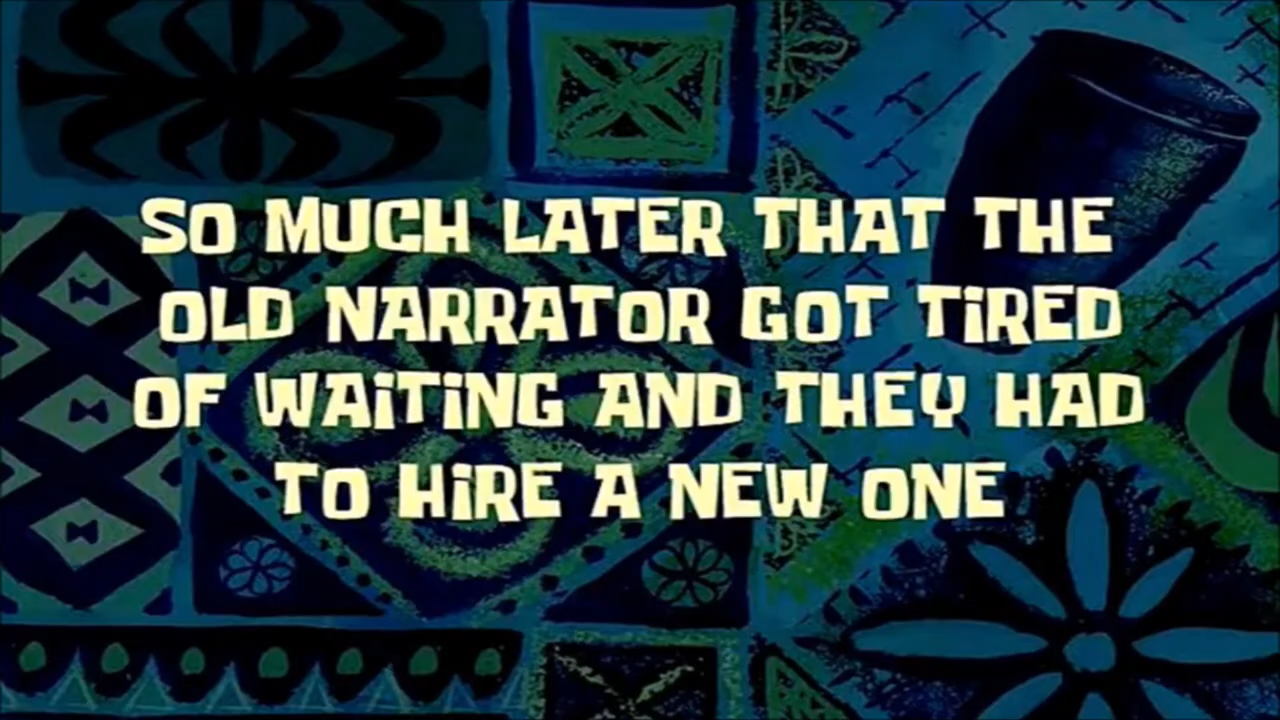 SO MUCH LATER THAT THE
OLD NARRATOR GOT TiRED
OF WAiTiNG AND THEY HAD
TO HiRE A NEW ONE